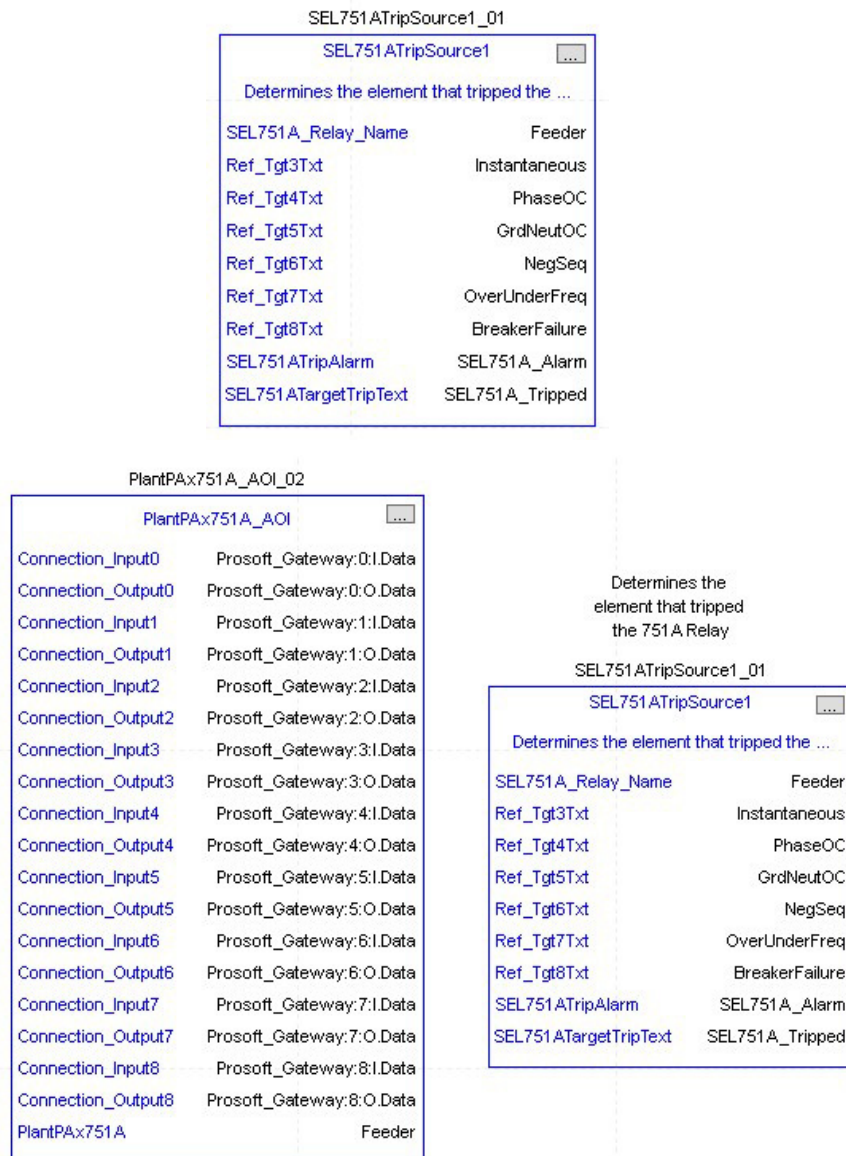 SEL751ATripSource1_01
SEL751ATripSource1 ...
Determines the element that tripped the ...
SEL751A_Relay_Name Feeder
Ref_Tgt3Txt Instantaneous
Ref_Tgt4Txt PhaseOC
Ref_Tgt5Txt GrdNeutOC
Ref_Tgt6Txt NegSeq
Ref_Tgt7Txt OverUnderFreq
Ref_Tgt8Txt BreakerFailure
SEL751ATripAlarm SEL751A_Alarm
SEL751ATargetTripText SEL751A_Tripped
PlantPAx751A_AOI_02
PlantPAx751A_AOI ...
Connection_Input0 Prosoft_Gateway:0:I.Data
Connection_Output0 Prosoft_Gateway:0:O.Data
Connection_Input1 Prosoft_Gateway:1:I.Data
Connection_Output1 Prosoft_Gateway:1:O.Data
Connection_Input2 Prosoft_Gateway:2:I.Data
Connection_Output2 Prosoft_Gateway:2:O.Data
Connection_Input3 Prosoft_Gateway:3:I.Data
Connection_Output3 Prosoft_Gateway:3:O.Data
Connection_Input4 Prosoft_Gateway:4:I.Data
Connection_Output4 Prosoft_Gateway:4:O.Data
Connection_Input5 Prosoft_Gateway:5:I.Data
Connection_Output5 Prosoft_Gateway:5:O.Data
Connection_Input6 Prosoft_Gateway:6:I.Data
Connection_Output6 Prosoft_Gateway:6:O.Data
Connection_Input7 Prosoft_Gateway:7:I.Data
Connection_Output7 Prosoft_Gateway:7:O.Data
Connection_Input8 Prosoft_Gateway:8:I.Data
Connection_Output8 Prosoft_Gateway:8:O.Data
PlantPAx751A Feeder
Determines the
element that tripped
the 751A Relay
SEL751ATripSource1_01
SEL751ATripSource1 ...
Determines the element that tripped the ...
SEL751A_Relay_Name Feeder
Ref_Tgt3Txt Instantaneous
Ref_Tgt4Txt PhaseOC
Ref_Tgt5Txt GrdNeutOC
Ref_Tgt6Txt NegSeq
Ref_Tgt7Txt OverUnderFreq
Ref_Tgt8Txt BreakerFailure
SEL751ATripAlarm SEL751A_Alarm
SEL751ATargetTripText SEL751A_Tripped